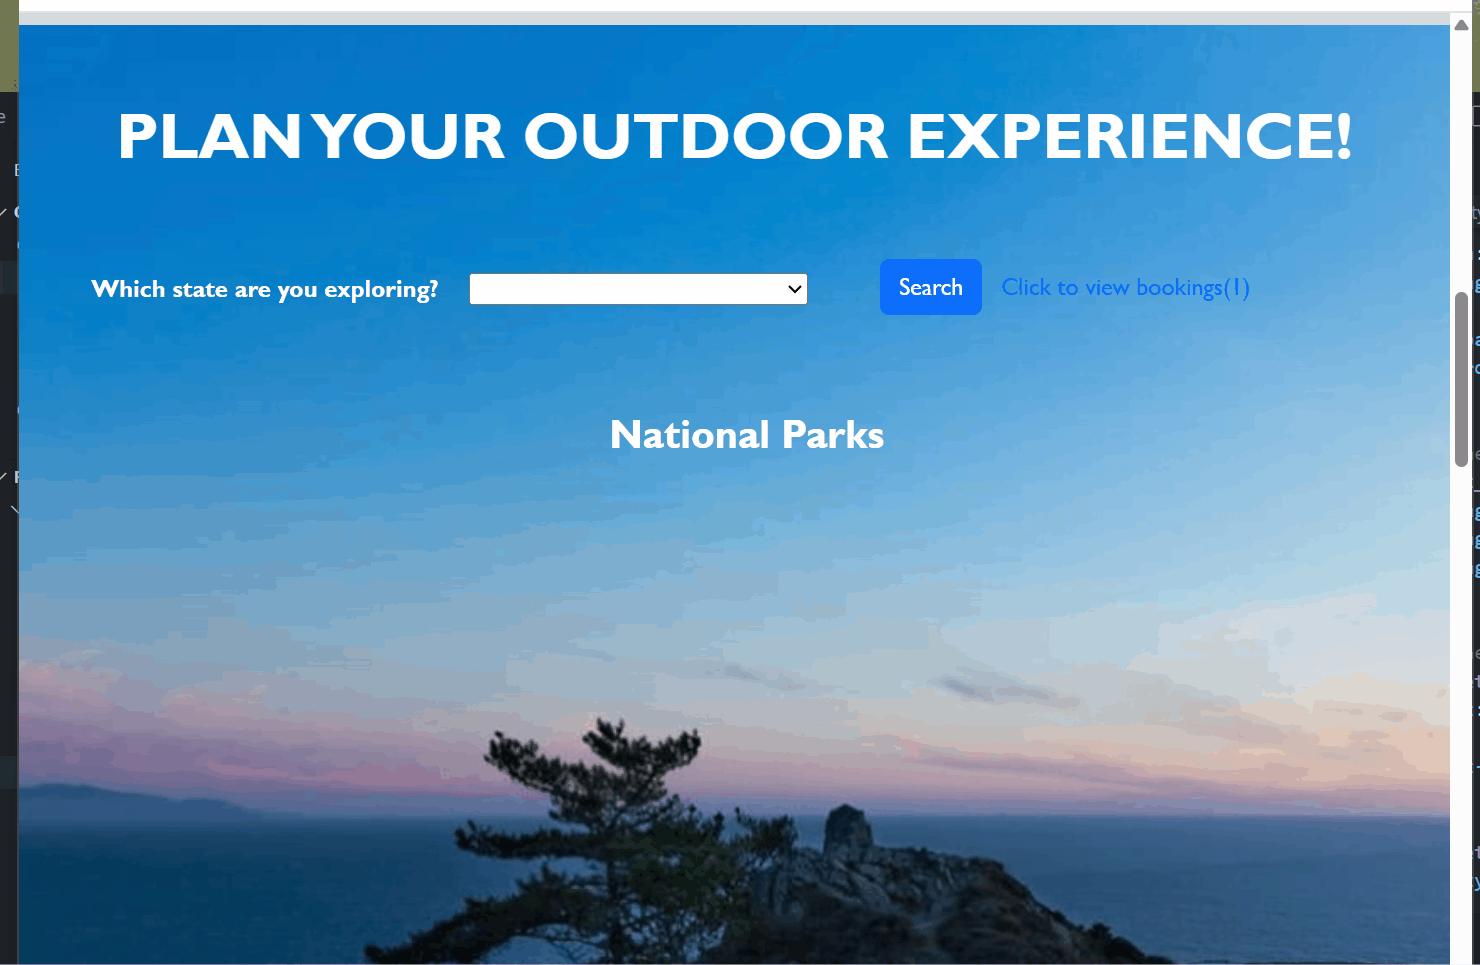 PLAN YOUR OUTDOOR EXPERIENCE!
Which state are you exploring?
Search
Click to view bookings(1)
National Parks